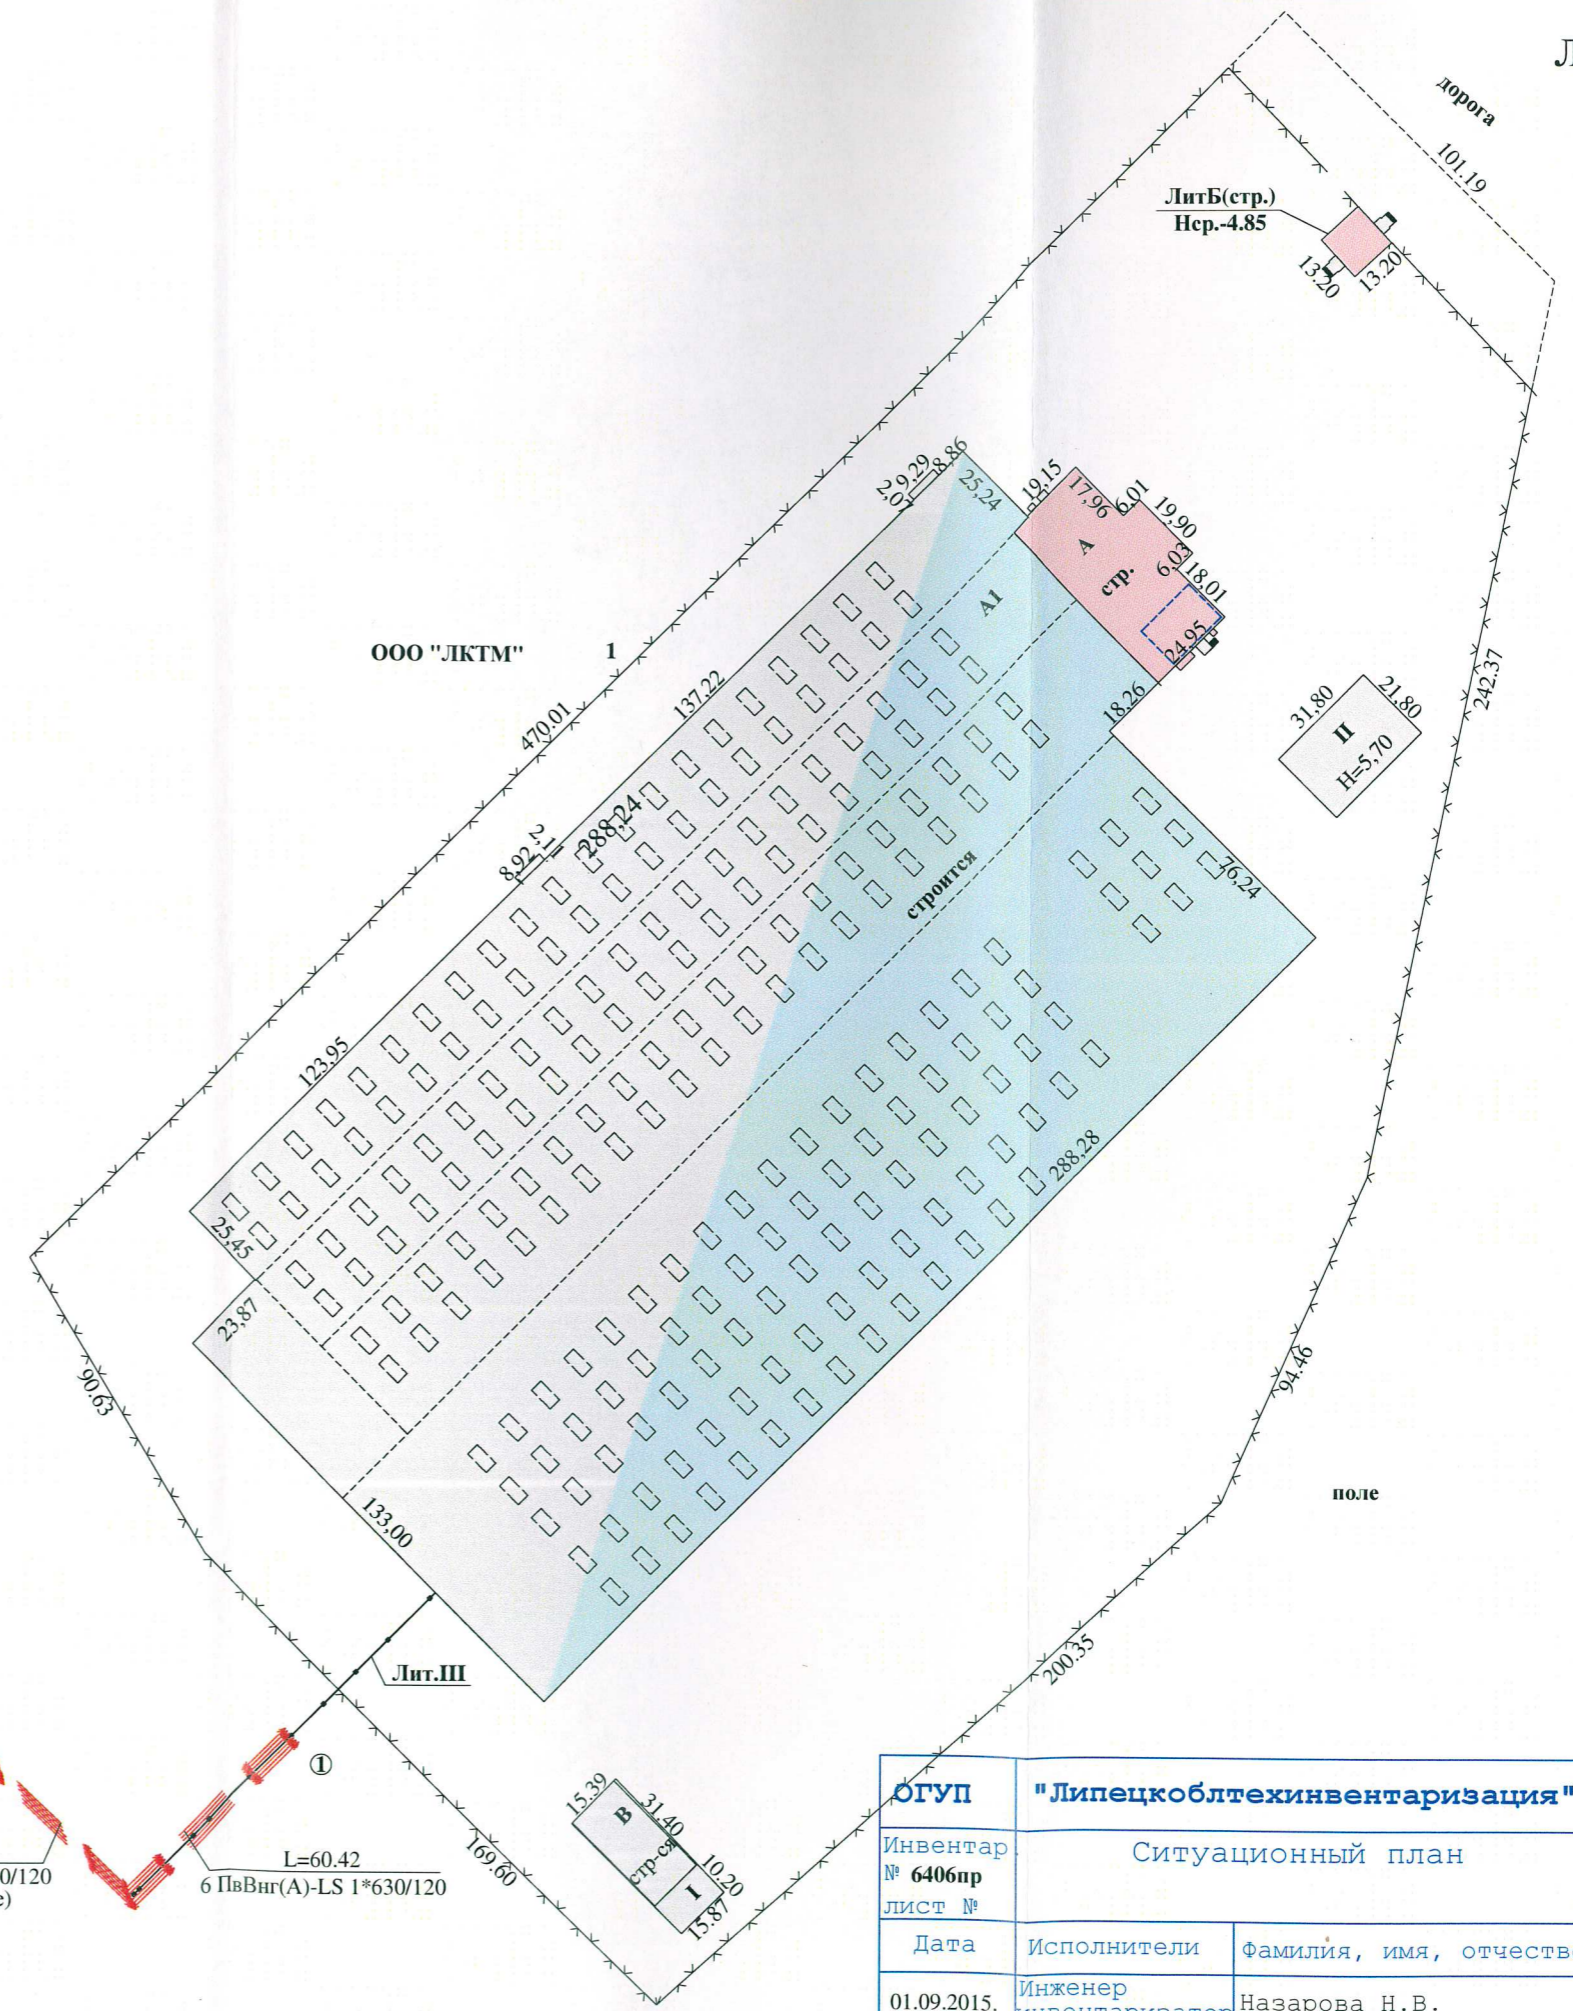 Л
дорога
101.19
ЛитБ(стр.)
Нср.-4.85
13.20
13.20
2,07
9,29
8,86
25,24
19,15
17,96
6,01
19,90
6,03
18,01
А
стр.
24,95
А1
18,26
ООО "ЛКТМ"
1
470.01
137,22
242.37
31,80
21,80
II
Н=5,70
8,92
288,24
строится
76,24
123,95
288,28
25,45
23,87
90.63
94.46
поле
133,00
Лит.III
200.35
①
15.39
В
31.40
стр-ся
10.20
I
15.87
169.60
0/120
L=60.42
6 ПвВнг(А)-LS 1*630/120
ОГУП
"Липецкоблтехинвентаризация"
Инвентар
№ 6406пр
лист №
Ситуационный план
Дата
Исполнители
Фамилия, имя, отчеств
01.09.2015.
Инженер
Назарова Н.В.